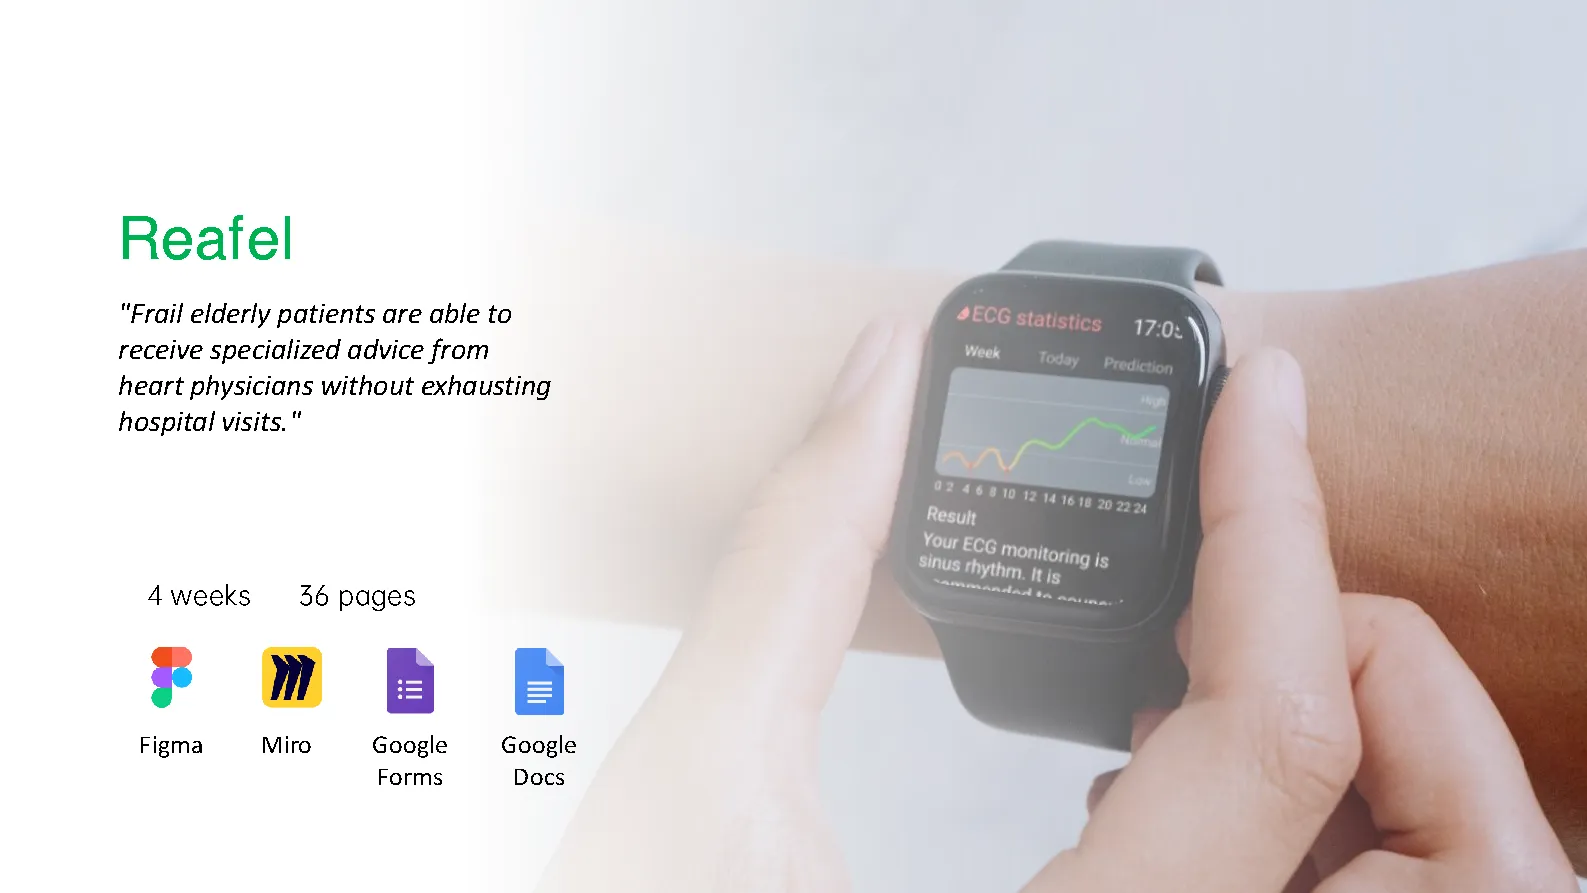 Reafel
"Frail elderly patients are able to
receive specialized advice from
heart physicians without exhausting
hospital visits."
4 weeks 36 pages
Figma Miro Google Forms Google Docs
ECG statistics 17:05
Week Today Prediction
High
Normal
Low
0 2 4 6 8 10 12 14 16 18 20 22 24
Result
Your ECG monitoring is
sinus rhythm. It is